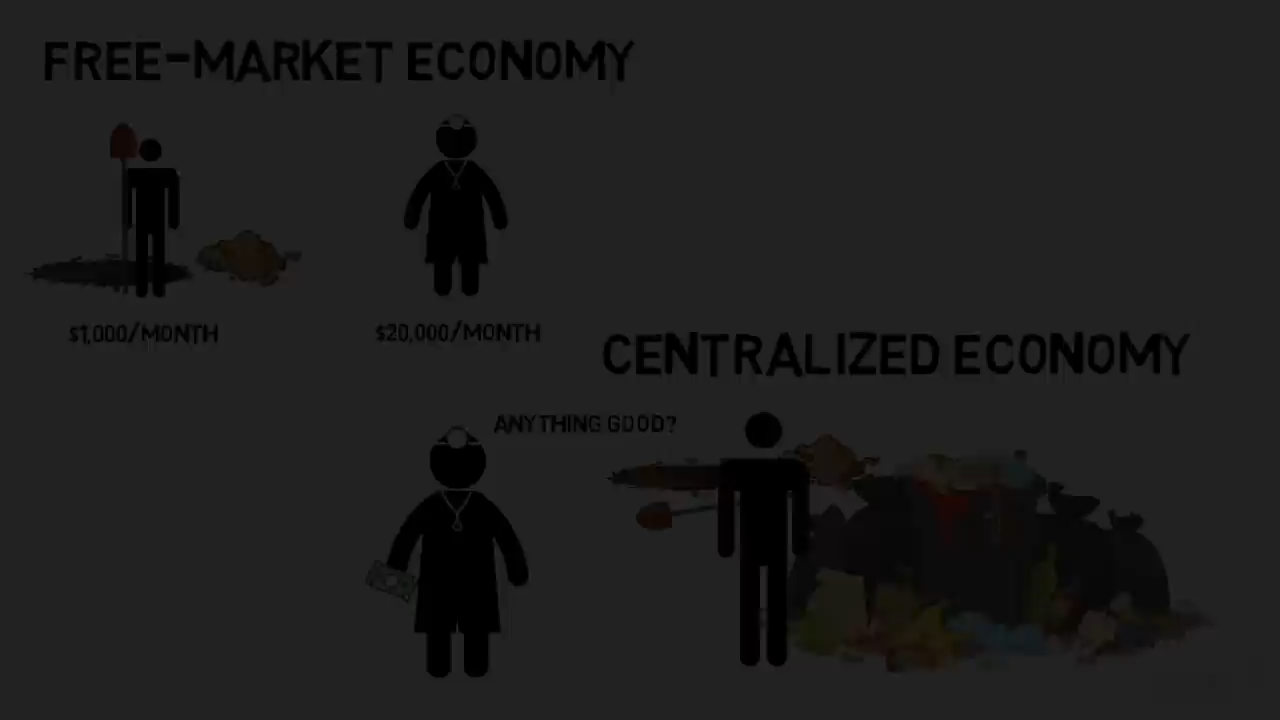 FREE-MARKET ECONOMY
$1,000/MONTH
$20,000/MONTH
CENTRALIZED ECONOMY
ANYTHING GOOD?